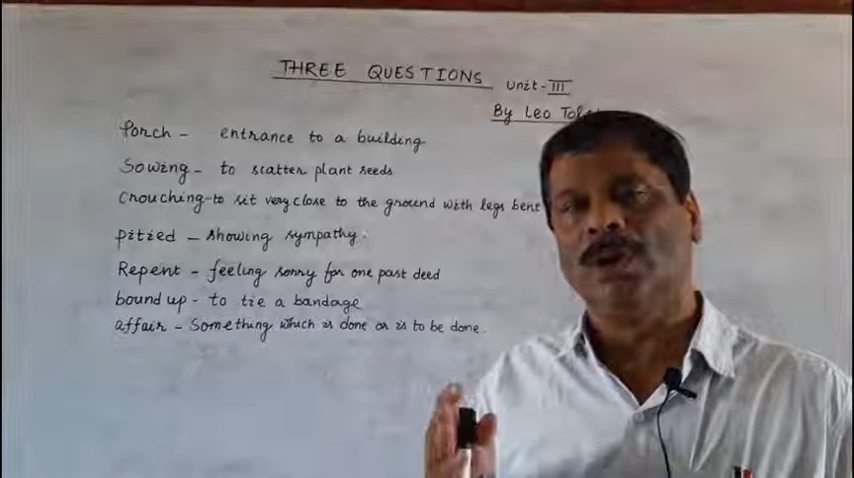 THREE QUESTIONS Unit - III
By Leo
Porch - entrance to a building
Sowing - to scatter plant seeds
Crouching - to sit very close to the ground with legs bent
Pitied - showing sympathy.
Repent - feeling sorry for one past deed
bound up - to tie a bandage
affair - Something which is done or is to be done.